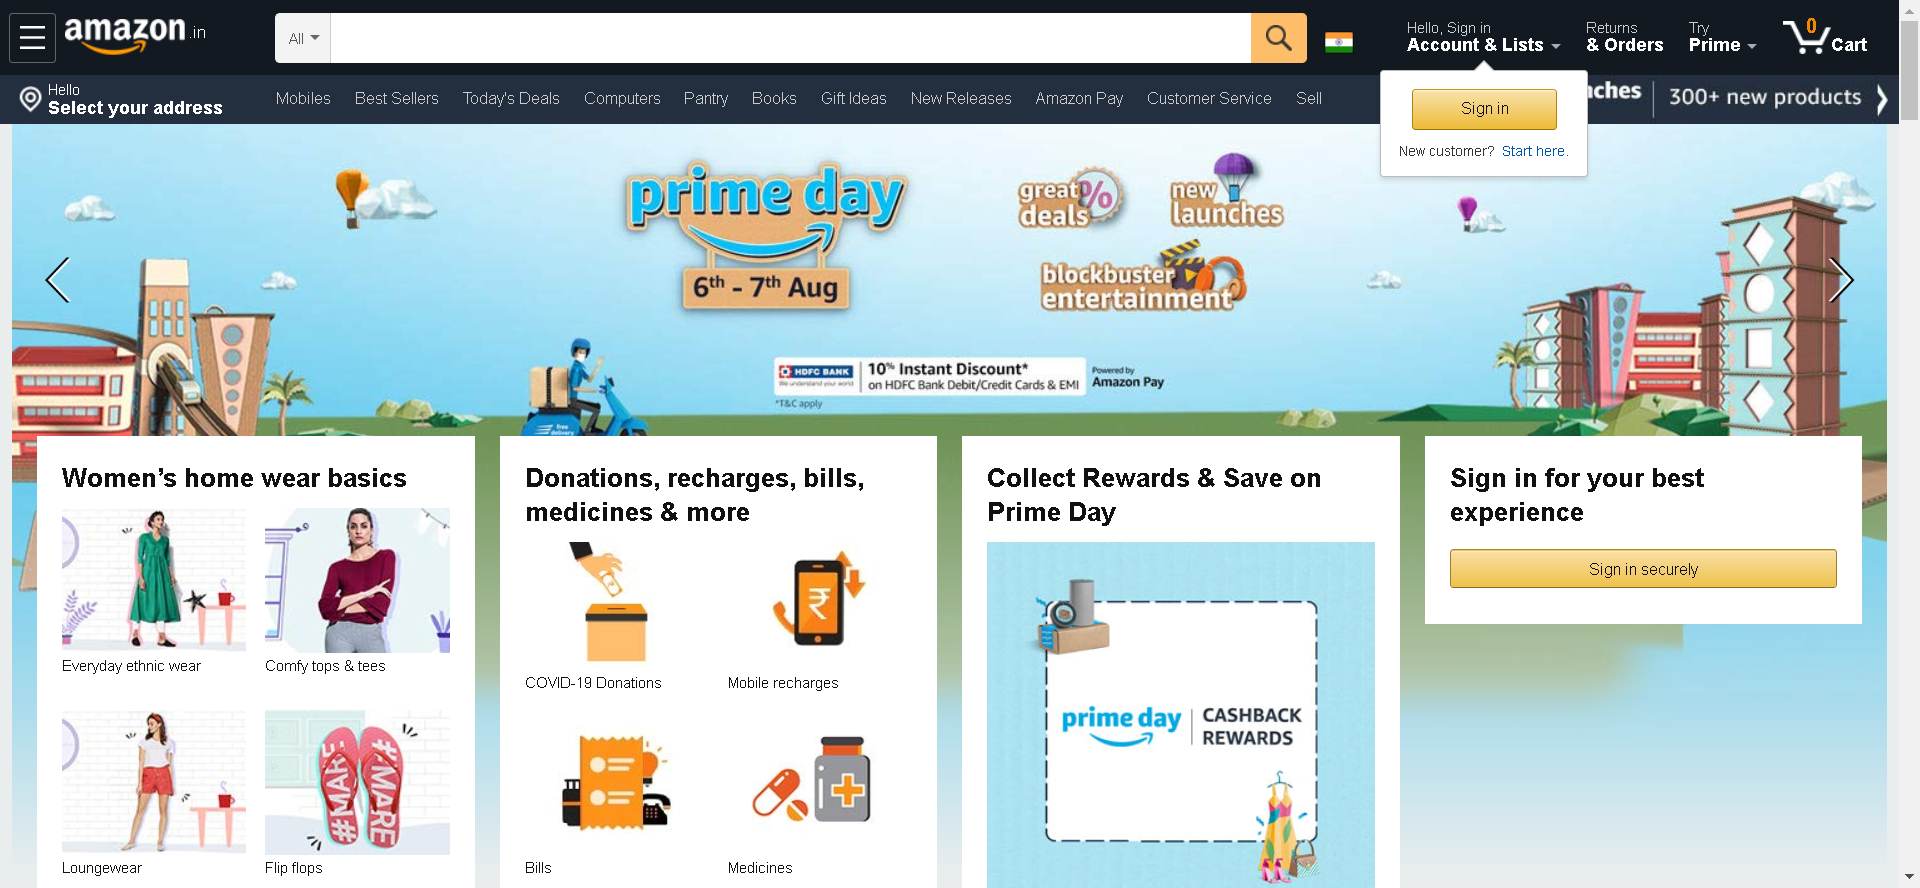 amazon.in
All
Hello, Sign in
Account & Lists
Returns
& Orders
Try
Prime
0
Cart
Hello
Select your address
Mobiles
Best Sellers
Today's Deals
Computers
Pantry
Books
Gift Ideas
New Releases
Amazon Pay
Customer Service
Sell
300+ new products
Sign in
New customer? Start here.
prime day
6th - 7th Aug
great
deals
%
new
launches
blockbuster
entertainment
HDFC BANK
We understand your world
10% Instant Discount*
on HDFC Bank Debit/Credit Cards & EMI
Powered by
Amazon Pay
*T&C apply
free
delivery
Women’s home wear basics
Everyday ethnic wear
Comfy tops & tees
#MARE
#MARE
Loungewear
Flip flops
Donations, recharges, bills,
medicines & more
₹
COVID-19 Donations
Mobile recharges
Bills
Medicines
Collect Rewards & Save on
Prime Day
prime day
CASHBACK
REWARDS
Sign in for your best
experience
Sign in securely